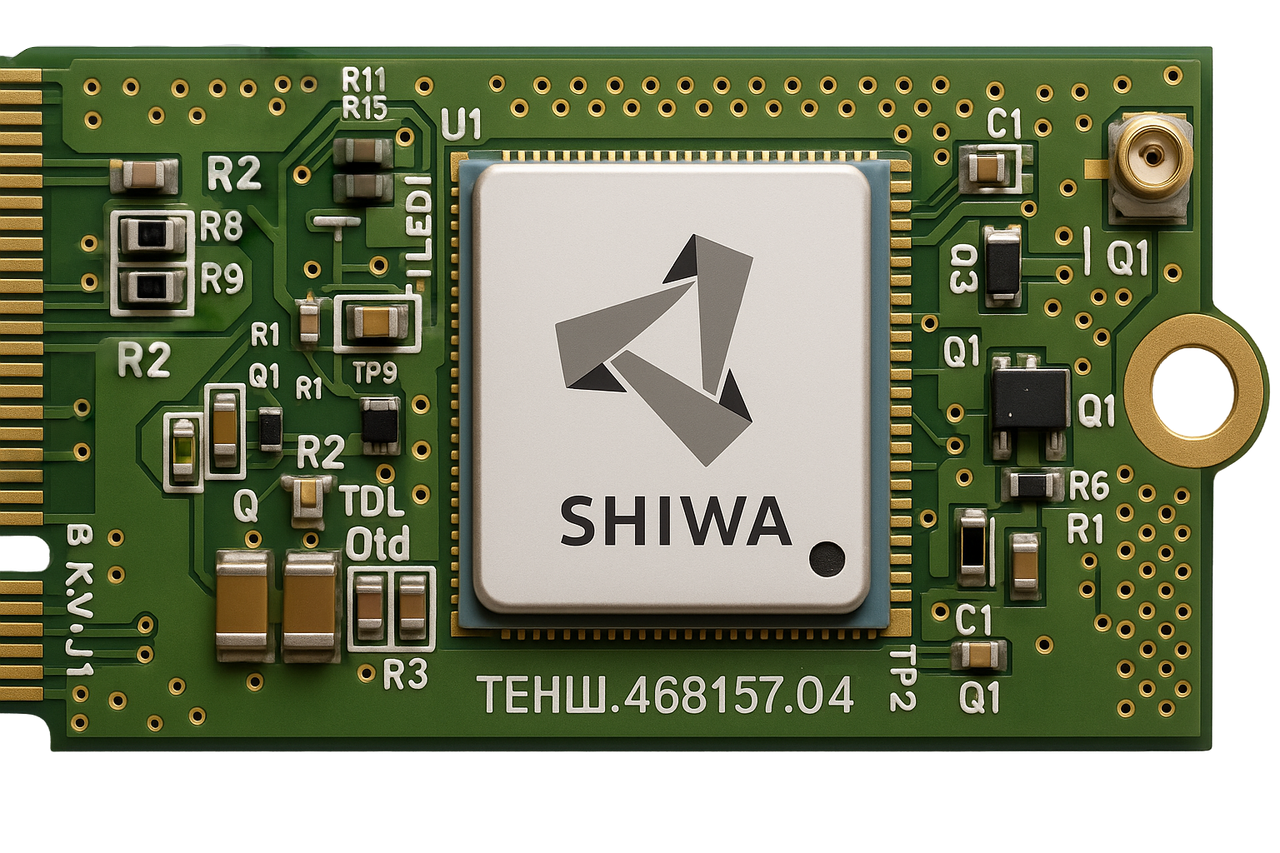 R11
R15
U1
C1
R2
R8
R9
LEDI
Q3
Q1
R1
Q1
R2
Q1
R1
TP9
Q1
R2
R6
Q
TDL
Otd
R1
B K.V.J1
SHIWA
C1
R3
TP2
ТЕНШ.468157.04
Q1